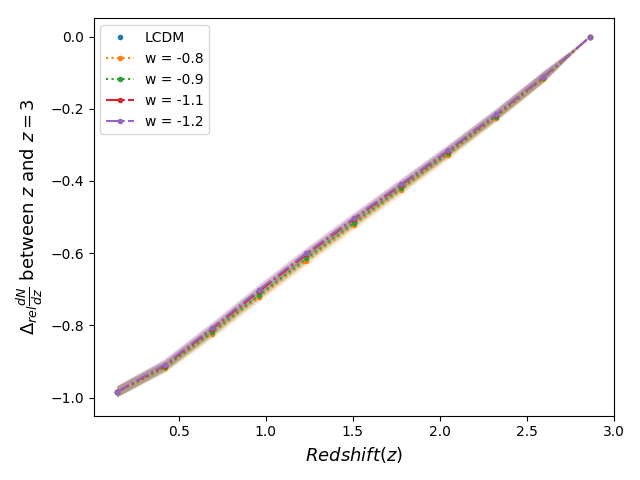 LCDM
w = -0.8
w = -0.9
w = -1.1
w = -1.2
0.0
−0.2
−0.4
−0.6
−0.8
−1.0
Δrel dN/dz between z and z = 3
0.5 1.0 1.5 2.0 2.5 3.0
Redshift(z)